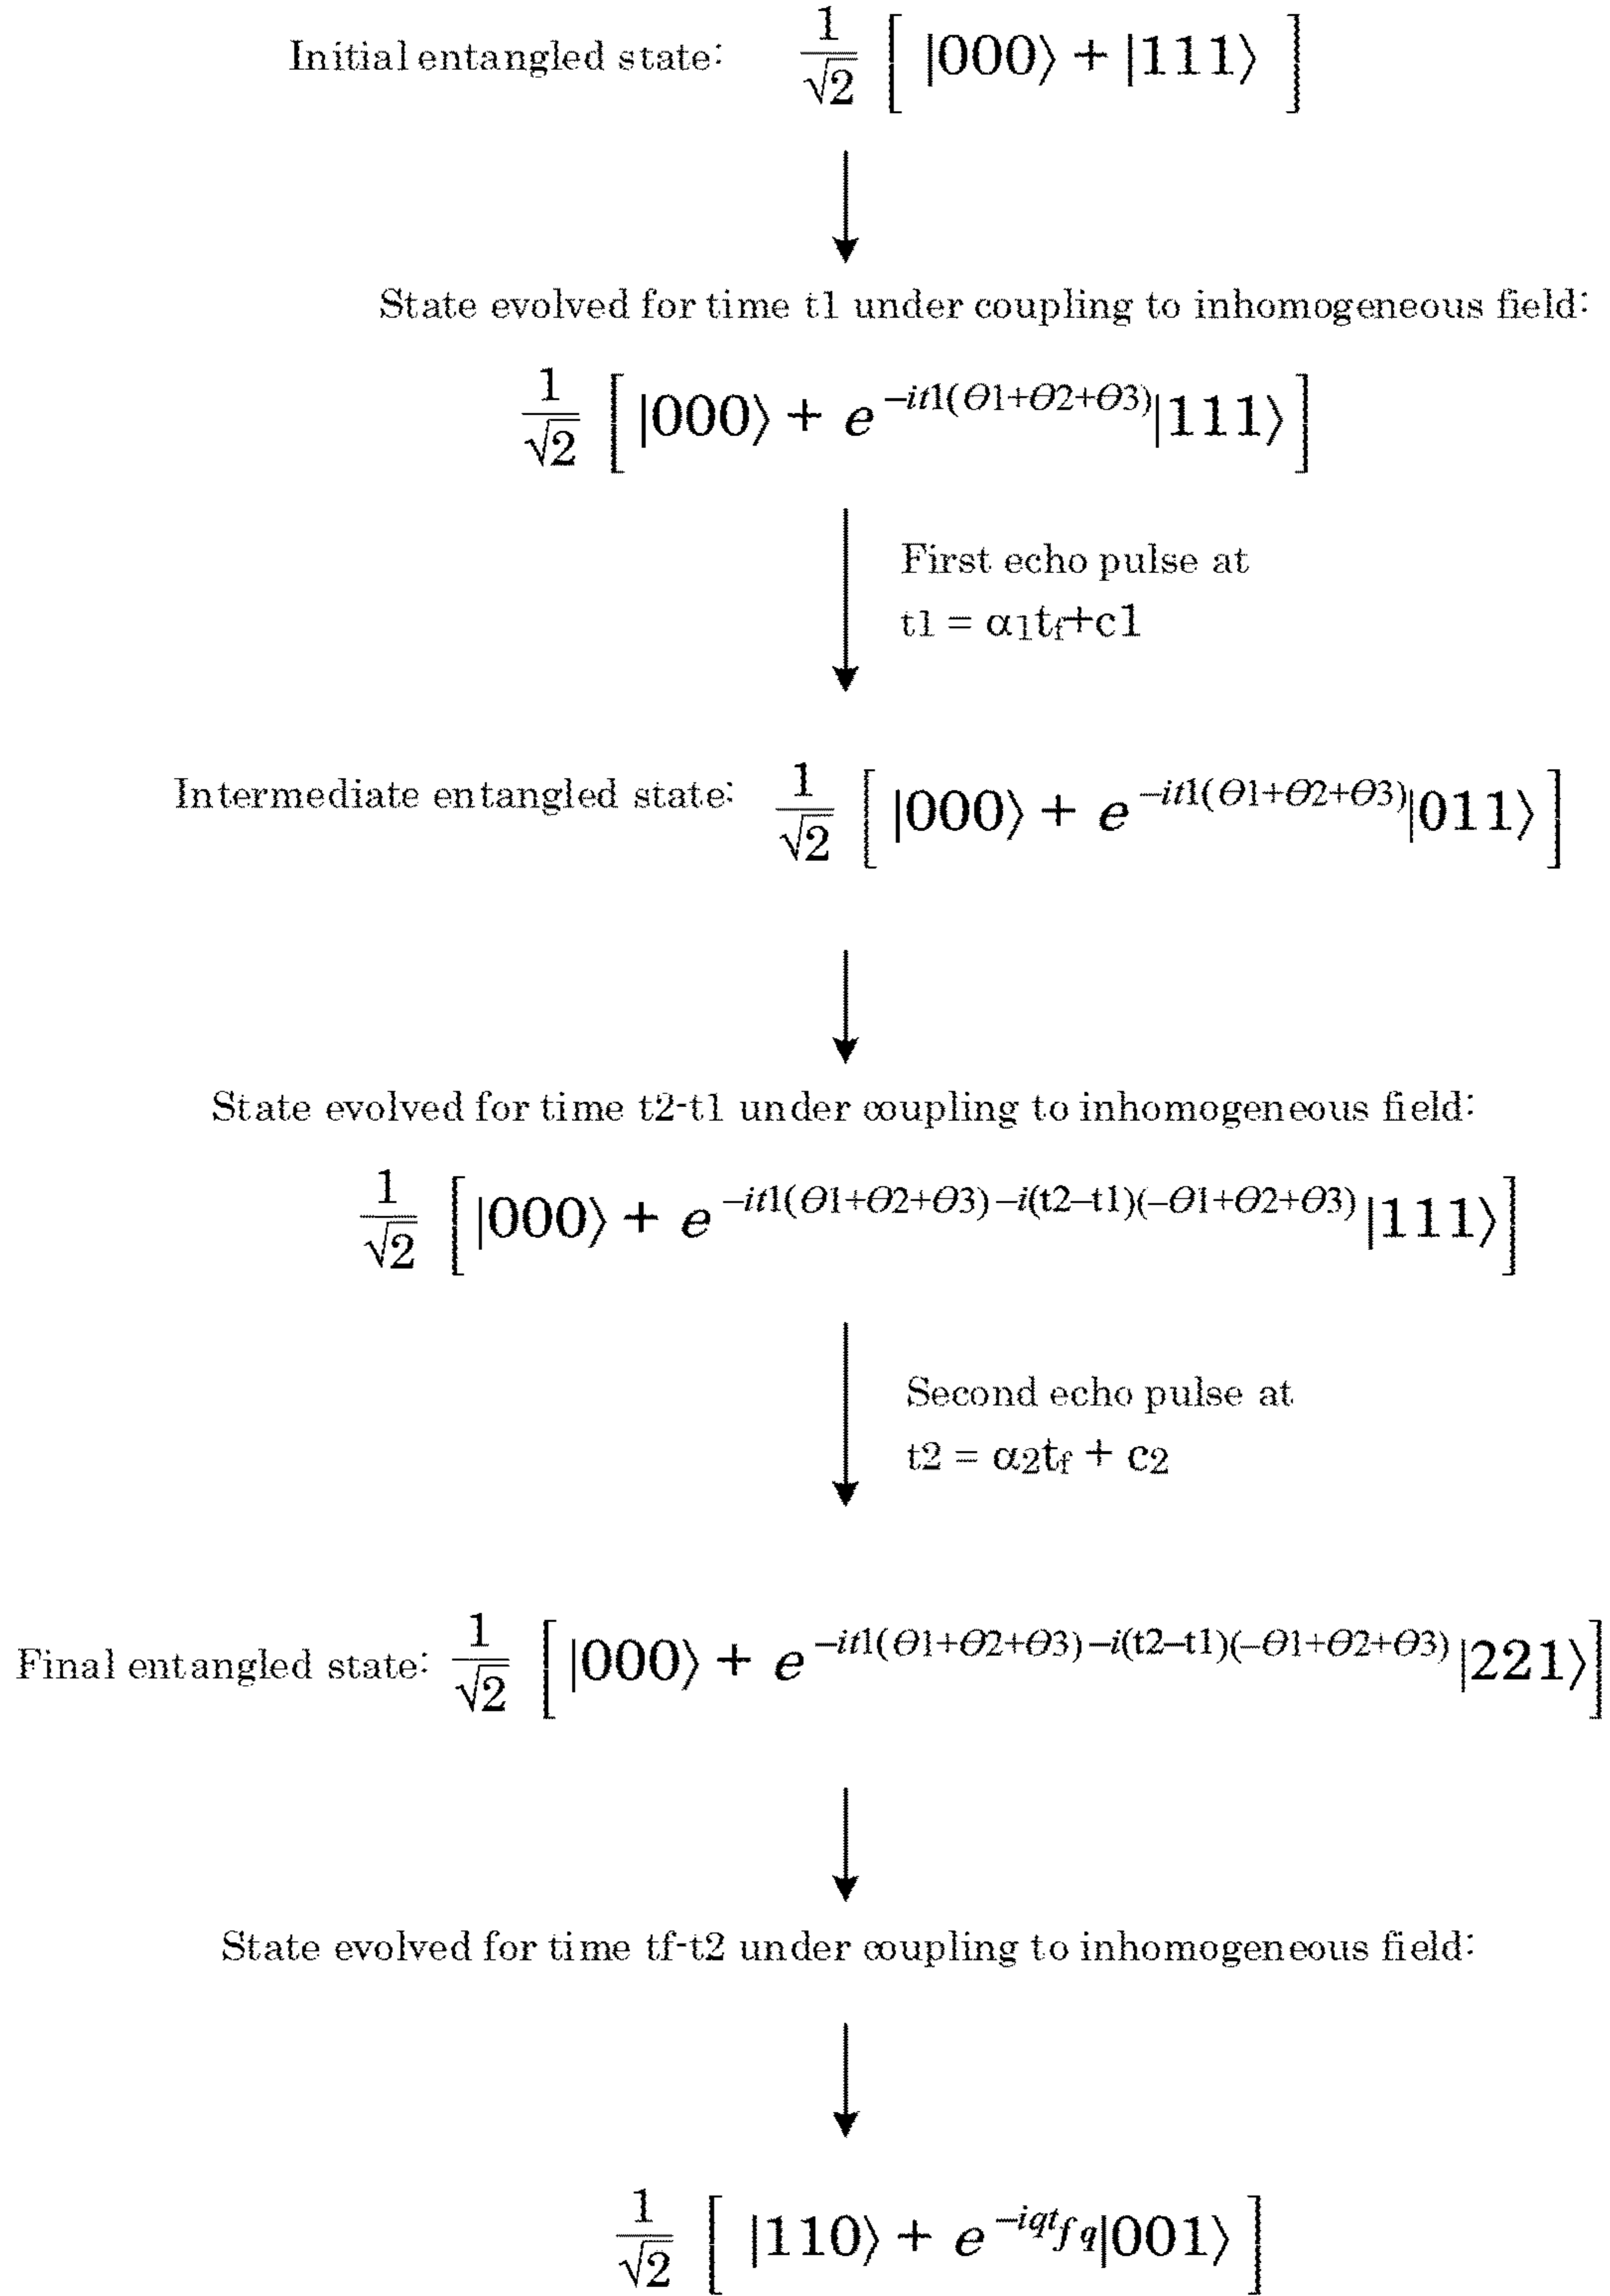 Initial entangled state: 1/√2 [ |000⟩ + |111⟩ ]
State evolved for time t1 under coupling to inhomogeneous field:
1/√2 [ |000⟩ + e^{−it1(Θ1+Θ2+Θ3)}|111⟩ ]
First echo pulse at
t1 = α₁t_f+c1
Intermediate entangled state: 1/√2 [ |000⟩ + e^{−it1(Θ1+Θ2+Θ3)}|011⟩ ]
State evolved for time t2-t1 under coupling to inhomogeneous field:
1/√2 [ |000⟩ + e^{−it1(Θ1+Θ2+Θ3)−i(t2−t1)(−Θ1+Θ2+Θ3)}|111⟩ ]
Second echo pulse at
t2 = α₂t_f + c₂
Final entangled state: 1/√2 [ |000⟩ + e^{−it1(Θ1+Θ2+Θ3)−i(t2−t1)(−Θ1+Θ2+Θ3)}|221⟩ ]
State evolved for time tf-t2 under coupling to inhomogeneous field:
1/√2 [ |110⟩ + e^{−iqt_f q}|001⟩ ]